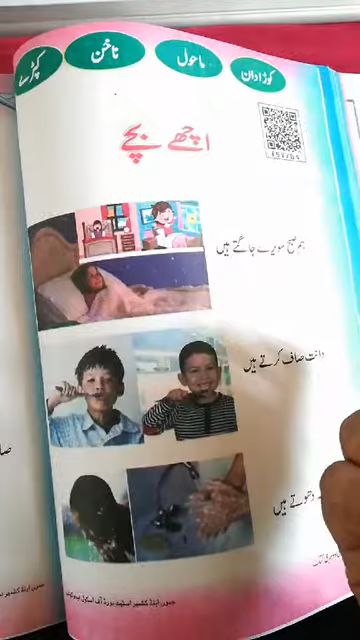 کوڑادان
ماحول
ناخن
کپڑے
اچھے بچے
ہم صبح سویرے جاگتے ہیں
دانت صاف کرتے ہیں
دھوتے ہیں
جموں اینڈ کشمیر اسٹیٹ بورڈ آف اسکول ایجوکیشن